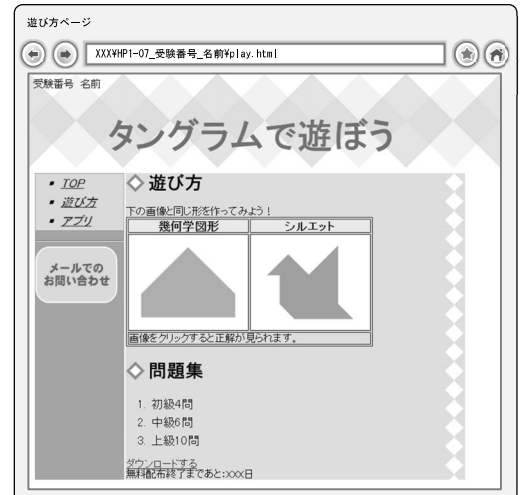 遊び方ページ
XXX¥HP1-07_受験番号_名前¥play.html
受験番号 名前
タングラムで遊ぼう
▪ TOP
▪ 遊び方
▪ アプリ
メールでの
お問い合わせ
◇遊び方
下の画像と同じ形を作ってみよう!
幾何学図形 シルエット
画像をクリックすると正解が見られます。
◇問題集
1. 初級4問
2. 中級6問
3. 上級10問
ダウンロードする
無料配布終了まであと:xxx日